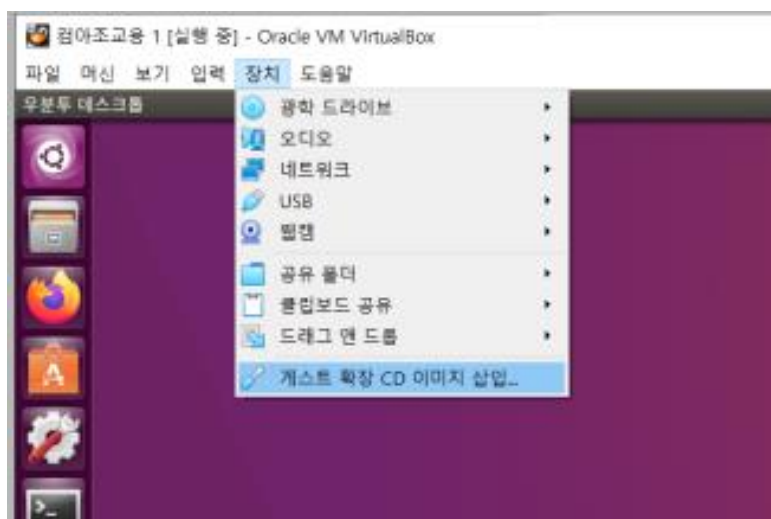 검아조교용 1 [실행 중] - Oracle VM VirtualBox
파일 머신 보기 입력 장치 도움말
우분투 데스크톱
광학 드라이브
오디오
네트워크
USB
웹캠
공유 폴더
클립보드 공유
드래그 앤 드롭
게스트 확장 CD 이미지 삽입...